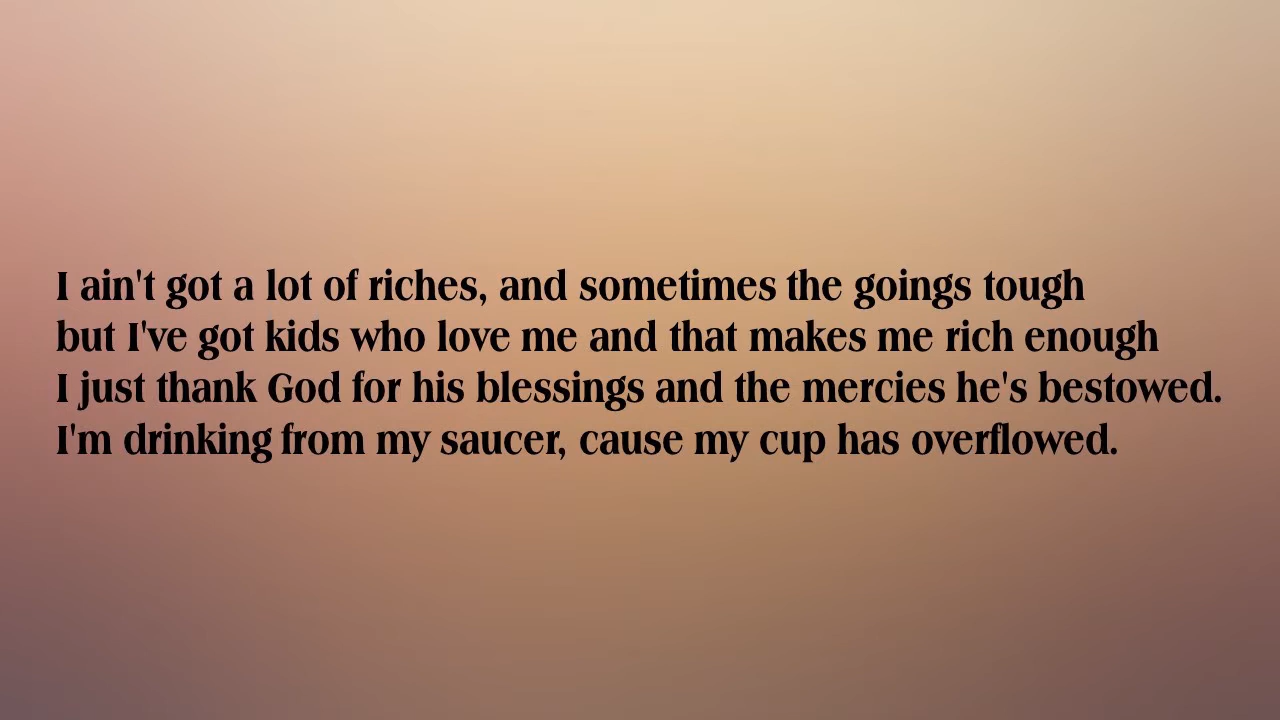 I ain't got a lot of riches, and sometimes the goings tough
but I've got kids who love me and that makes me rich enough
I just thank God for his blessings and the mercies he's bestowed.
I'm drinking from my saucer, cause my cup has overflowed.